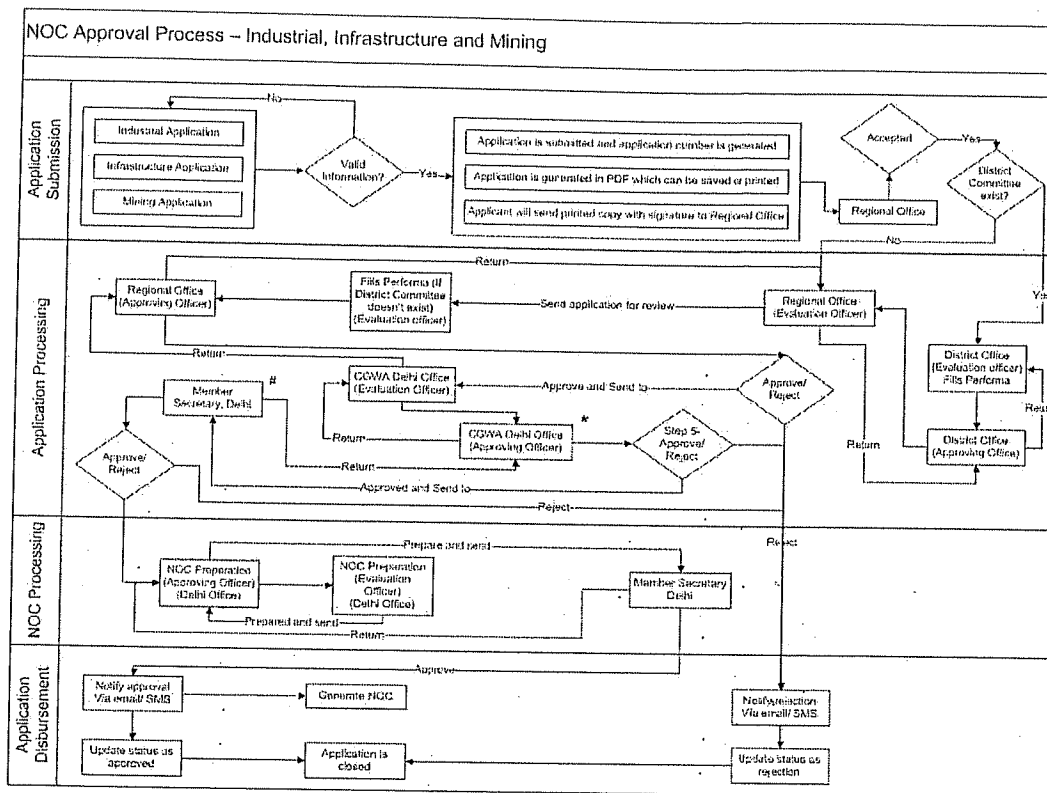 NOC Approval Process – Industrial, Infrastructure and Mining
Application
Submission
No
Industrial Application
Infrastructure Application
Mining Application
Valid
Information?
Yes
Application is submitted and application number is generated
Application is generated in PDF which can be saved or printed
Applicant will send printed copy with signature to Regional Office
Regional Office
Accepted
Yes
District
Committee
exist?
No
Yes
Application Processing
Return
Regional Office
(Approving Officer)
Fills Performa (If
District Committee
doesn't exist)
(Evaluation officer)
Send application for review
Regional Office
(Evaluation Officer)
District Office
(Evaluation officer)
Fills Performa
Return
District Office
(Approving Office)
Return
Return
Member
Secretary, Delhi
#
CGWA Delhi Office
(Evaluation Officer)
Approve and Send to
Approve/
Reject
Return
CGWA Delhi Office
(Approving Officer)
*
Step 5-
Approve/
Reject
Return
Approve/
Reject
Approved and Send to
Reject
Reject
NOC Processing
Prepare and send
NOC Preparation
(Approving Officer)
(Delhi Office)
NOC Preparation
(Evaluation
Officer)
(Delhi Office)
Member Secretary
Delhi
Prepared and send
Return
Application
Disbursement
Approve
Notify approval
Via email/ SMS
Generate NOC
Notify rejection
Via email/ SMS
Update status as
approved
Application is
closed
Update status as
rejection